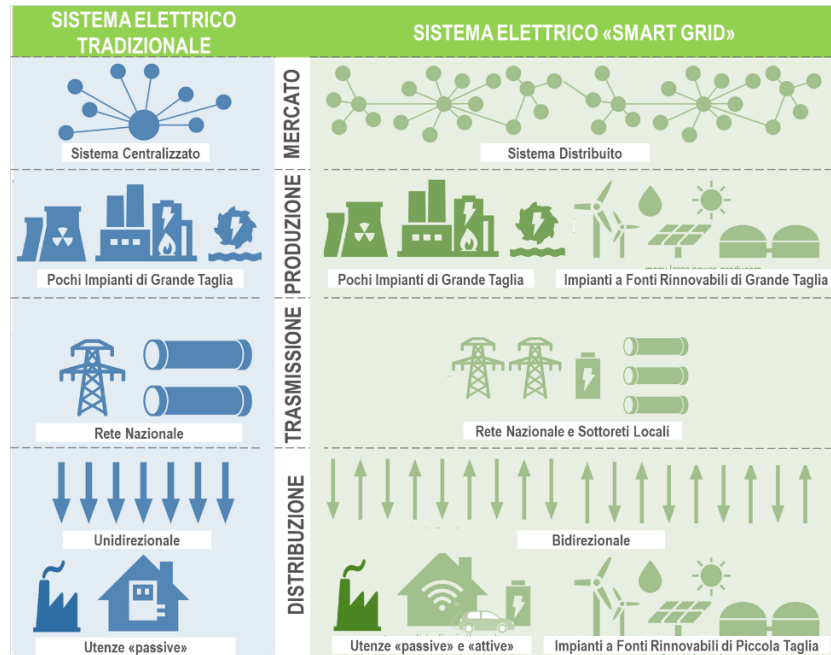 SISTEMA ELETTRICO
TRADIZIONALE
SISTEMA ELETTRICO «SMART GRID»
MERCATO
Sistema Centralizzato
Sistema Distribuito
PRODUZIONE
Pochi Impianti di Grande Taglia
Pochi Impianti di Grande Taglia
Impianti a Fonti Rinnovabili di Grande Taglia
TRASMISSIONE
Rete Nazionale
Rete Nazionale e Sottoreti Locali
DISTRIBUZIONE
Unidirezionale
Bidirezionale
Utenze «passive»
Utenze «passive» e «attive»
Impianti a Fonti Rinnovabili di Piccola Taglia